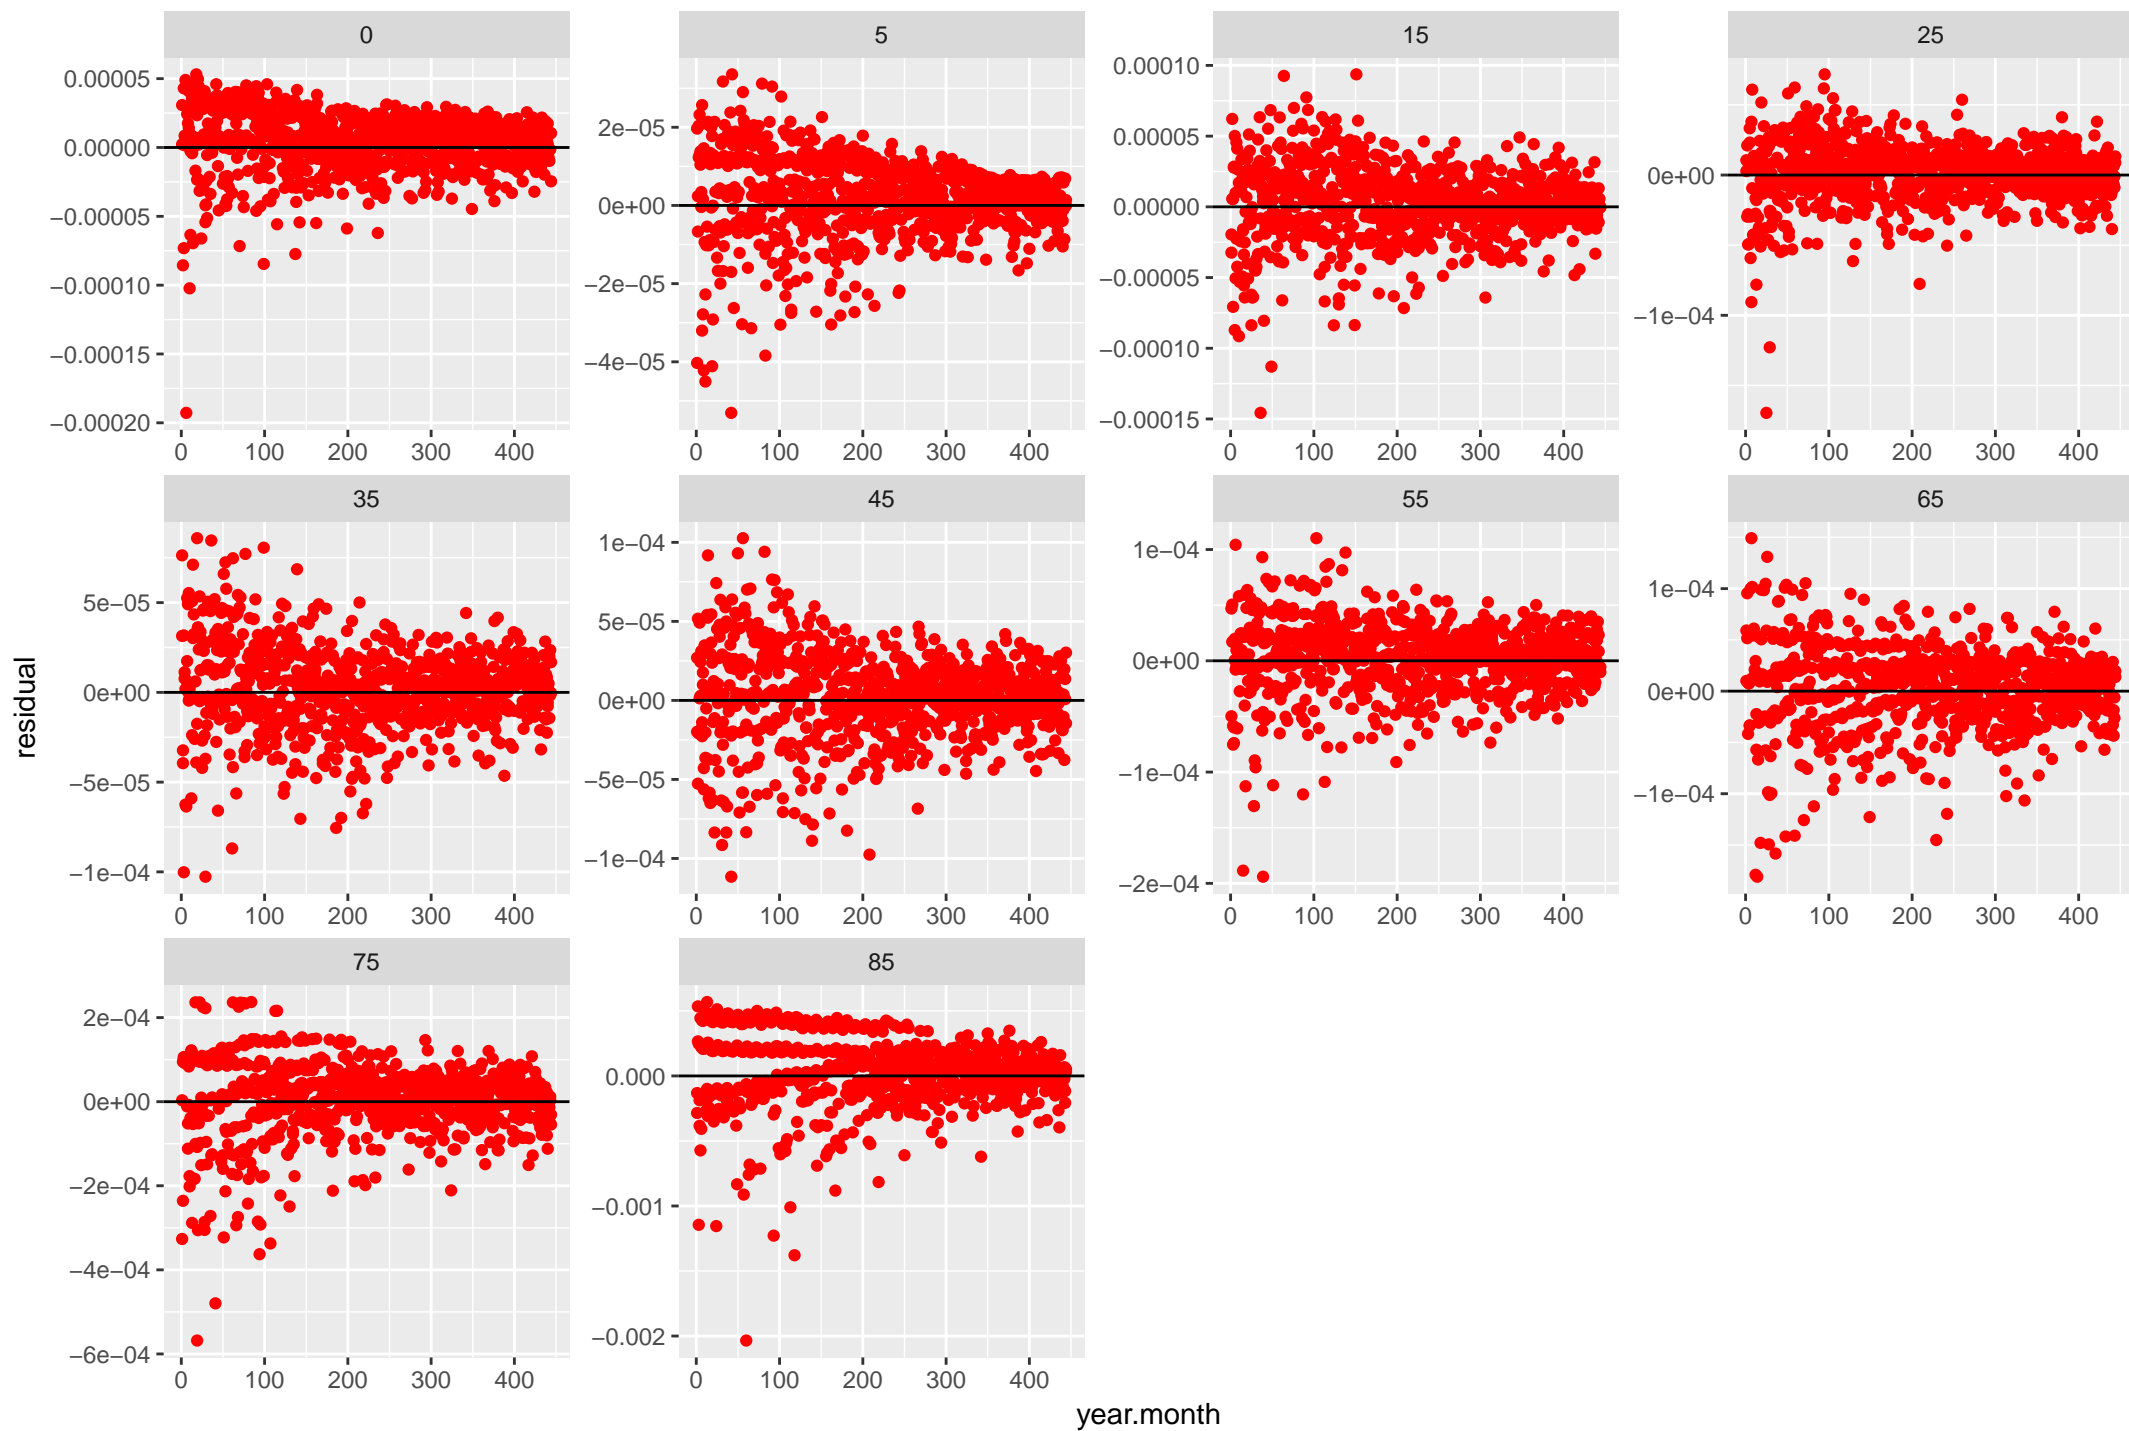 0 5 15 25
0.00005
0.00000
−0.00005
−0.00010
−0.00015
−0.00020
2e−05
0e+00
−2e−05
−4e−05
0.00010
0.00005
0.00000
−0.00005
−0.00010
−0.00015
0e+00
−1e−04
0 100 200 300 400 0 100 200 300 400 0 100 200 300 400 0 100 200 300 400
35 45 55 65
5e−05
0e+00
−5e−05
−1e−04
1e−04
5e−05
0e+00
−5e−05
−1e−04
1e−04
0e+00
−1e−04
−2e−04
1e−04
0e+00
−1e−04
0 100 200 300 400 0 100 200 300 400 0 100 200 300 400 0 100 200 300 400
75 85
2e−04
0e+00
−2e−04
−4e−04
−6e−04
0.000
−0.001
−0.002
0 100 200 300 400 0 100 200 300 400
residual
year.month